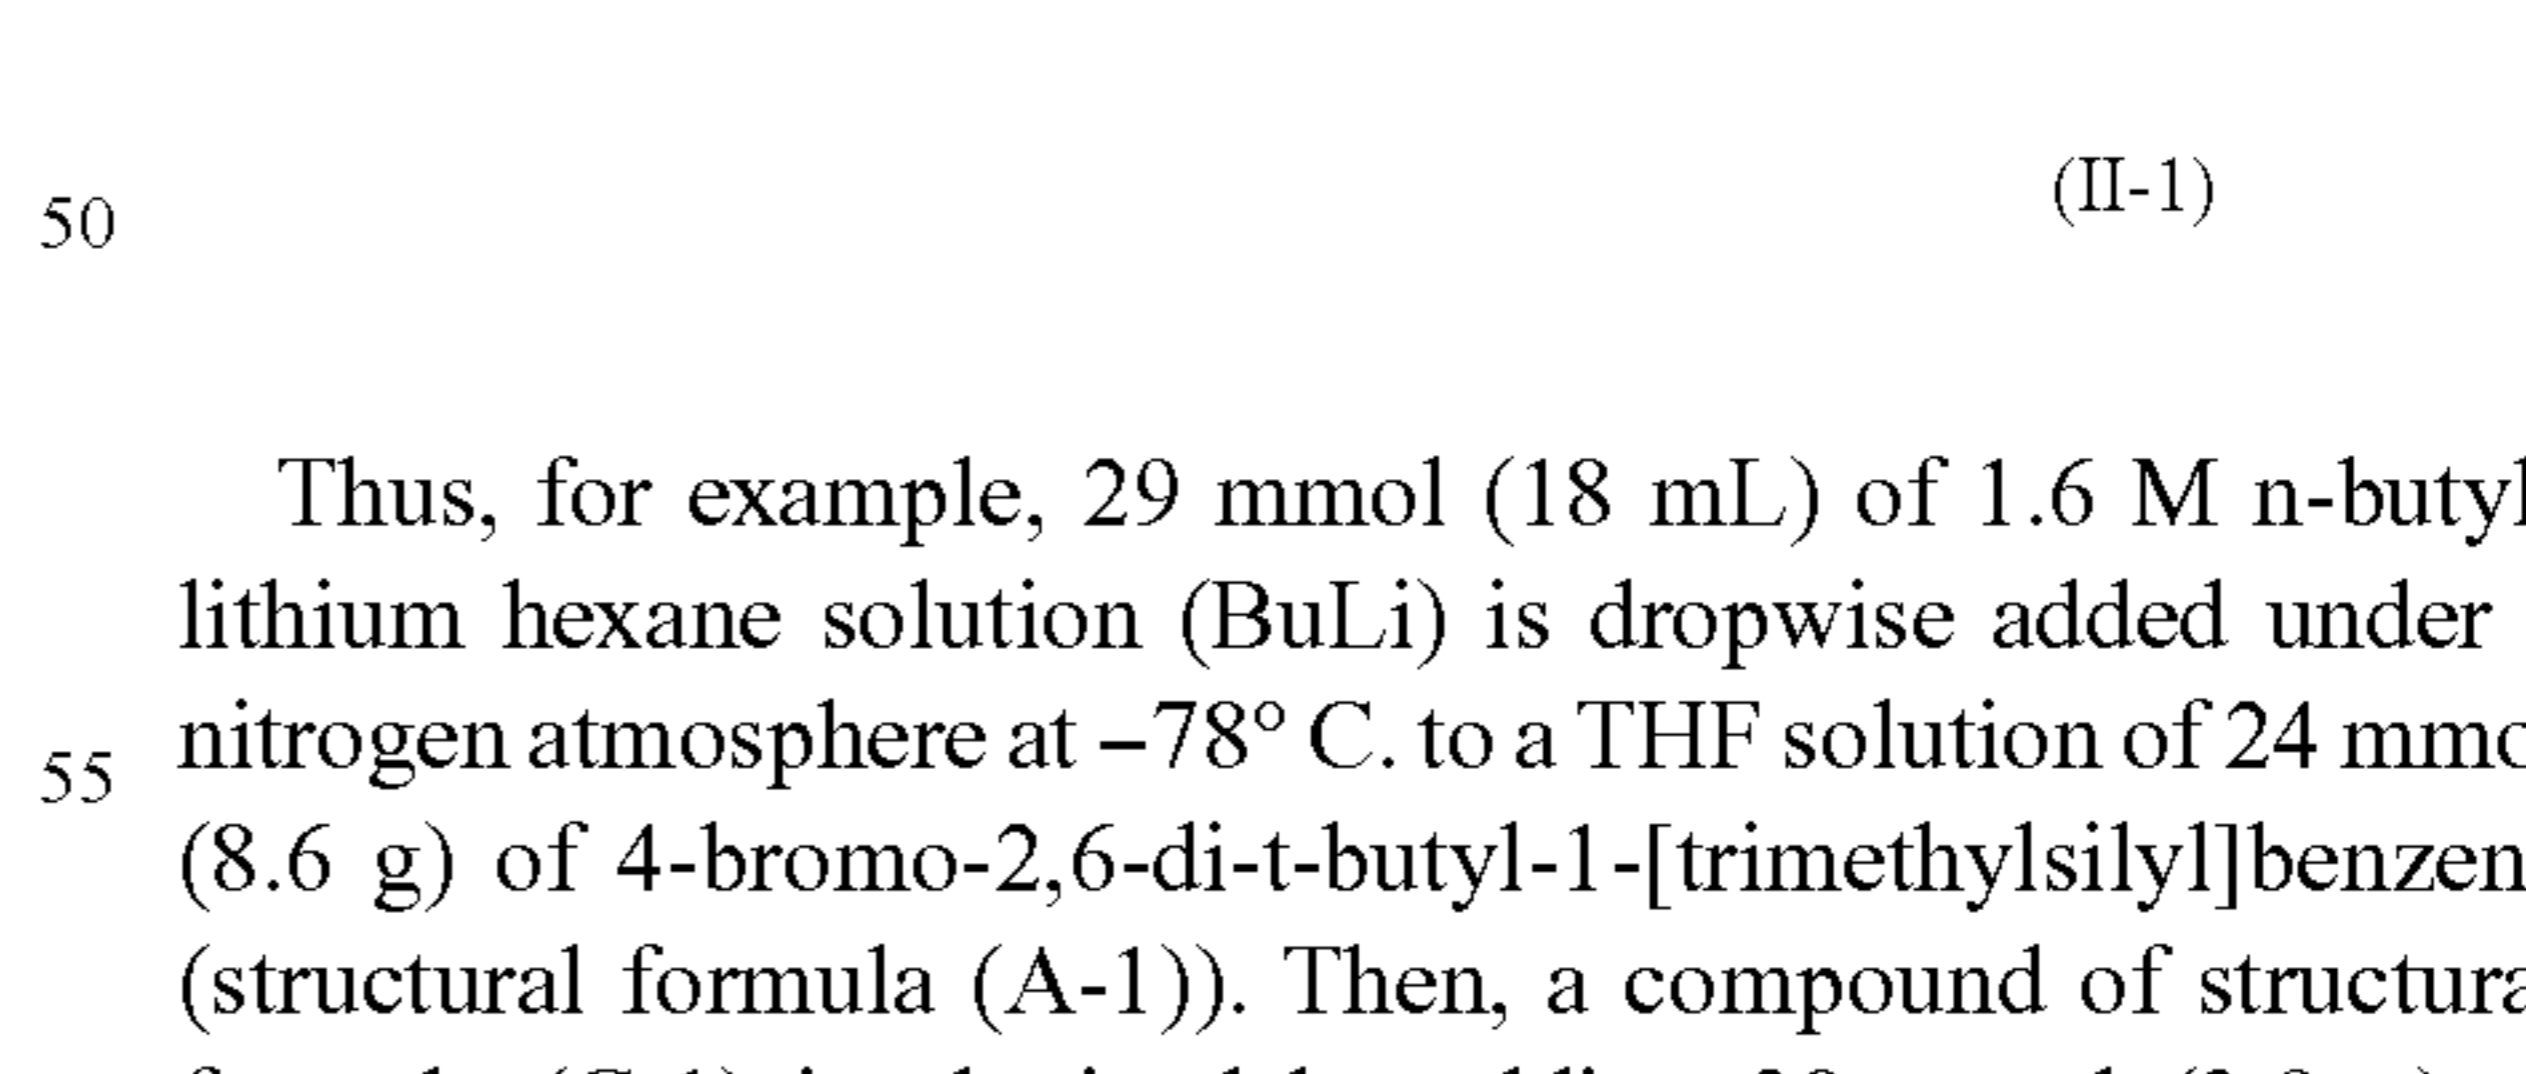 (II-1)
50
Thus, for example, 29 mmol (18 mL) of 1.6 M n-butyl
lithium hexane solution (BuLi) is dropwise added under
nitrogen atmosphere at –78° C. to a THF solution of 24
55
(8.6 g) of 4-bromo-2,6-di-t-butyl-1-[trimethylsilyl]benzen
(structural formula (A-1)). Then, a compound of